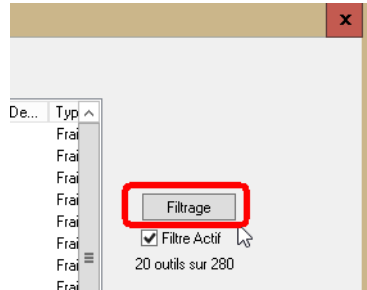 x
De... Typ
Frai
Frai
Frai
Frai
Filtrage
Frai
Frai
Filtre Actif
Frai
20 outils sur 280
Frai